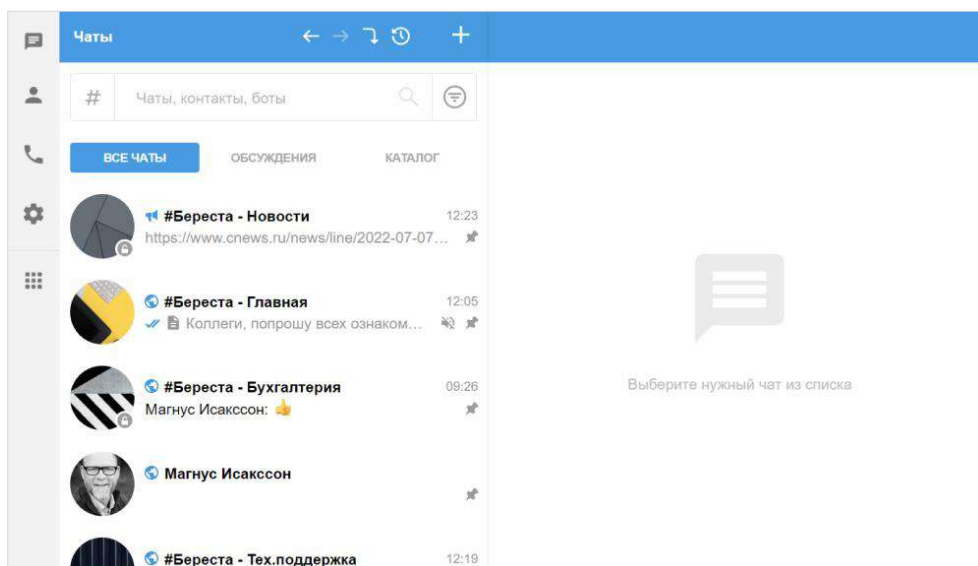 Чаты
# Чаты, контакты, боты
ВСЕ ЧАТЫ ОБСУЖДЕНИЯ КАТАЛОГ
#Береста - Новости 12:23
https://www.cnews.ru/news/line/2022-07-07...
#Береста - Главная 12:05
Коллеги, попрошу всех ознаком...
#Береста - Бухгалтерия 09:26
Магнус Исакссон: 👍
Магнус Исакссон
#Береста - Тех.поддержка 12:19
Выберите нужный чат из списка